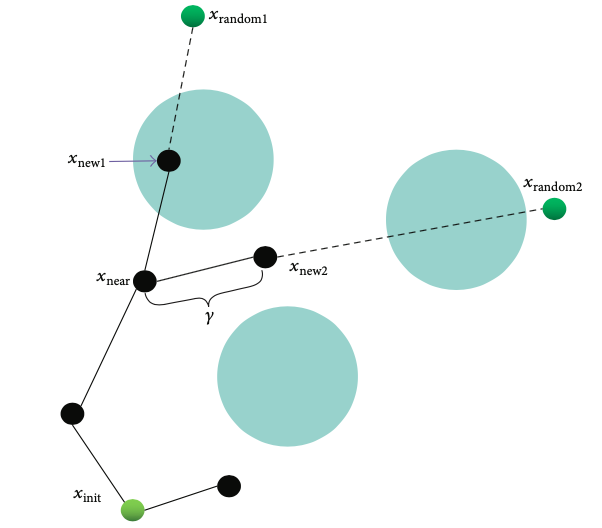 x_random1
x_new1
x_random2
x_near
x_new2
γ
x_init